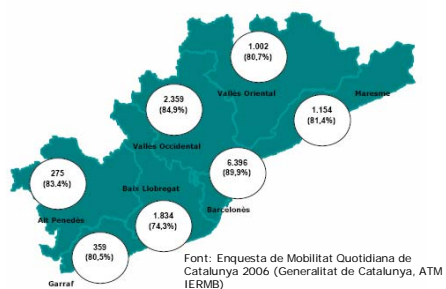 1.002
(80,7%)
Vallès Oriental
Maresme
2.359
(84,9%)
1.154
(81,4%)
Vallès Occidental
6.396
(89,9%)
275
(83.4%)
Baix Llobregat
Barcelonès
Alt Penedès
1.834
(74,3%)
359
(80,5%)
Garraf
Font: Enquesta de Mobilitat Quotidiana de
Catalunya 2006 (Generalitat de Catalunya, ATM
IERMB)